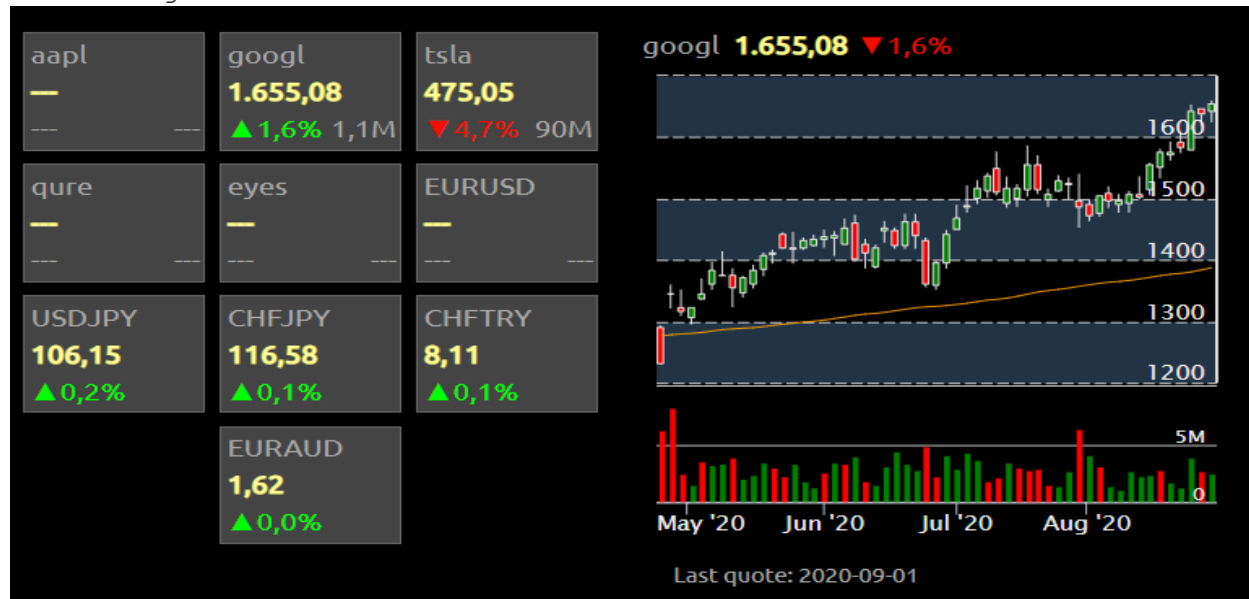 aapl
---
--- ---
googl
1.655,08
▲1,6% 1,1M
tsla
475,05
▼4,7% 90M
qure
---
--- ---
eyes
---
--- ---
EURUSD
---
--- ---
USDJPY
106,15
▲0,2%
CHFJPY
116,58
▲0,1%
CHFTRY
8,11
▲0,1%
EURAUD
1,62
▲0,0%
googl 1.655,08 ▼1,6%
1600
1500
1400
1300
1200
5M
0
May '20 Jun '20 Jul '20 Aug '20
Last quote: 2020-09-01